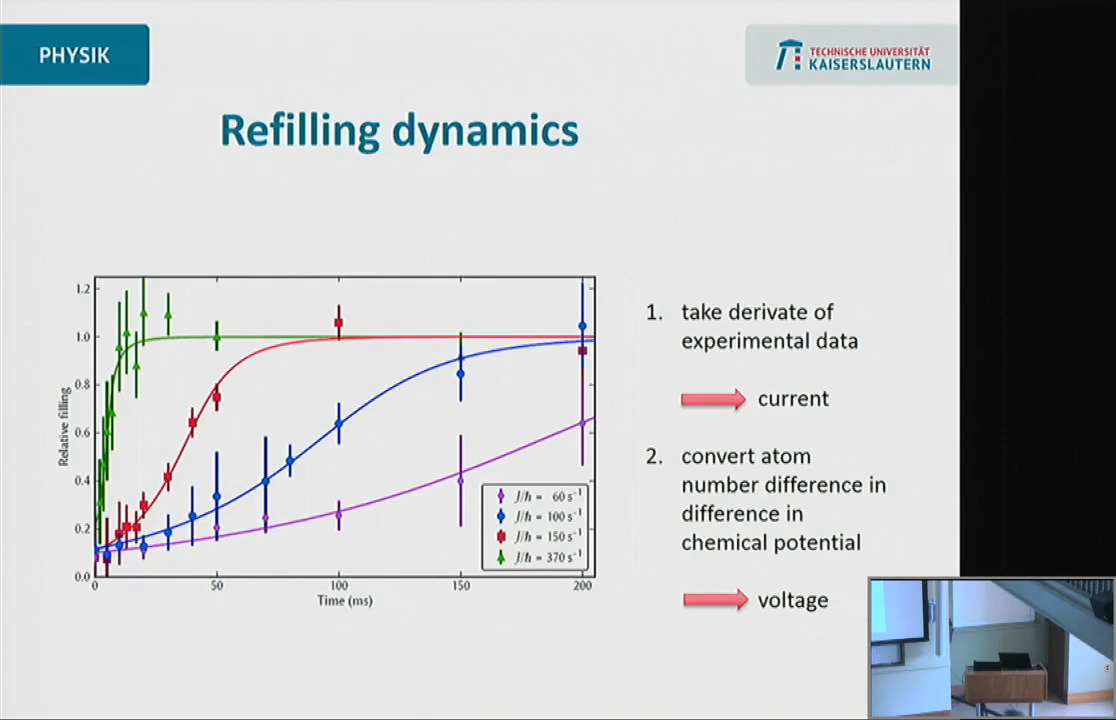 PHYSIK
TECHNISCHE UNIVERSITÄT
KAISERSLAUTERN
Refilling dynamics
Relative filling
1.2
1.0
0.8
0.6
0.4
0.2
0.0
0
50
100
150
200
Time (ms)
J/ħ = 60 s⁻¹
J/ħ = 100 s⁻¹
J/ħ = 150 s⁻¹
J/ħ = 370 s⁻¹
1. take derivate of
experimental data
current
2. convert atom
number difference in
difference in
chemical potential
voltage